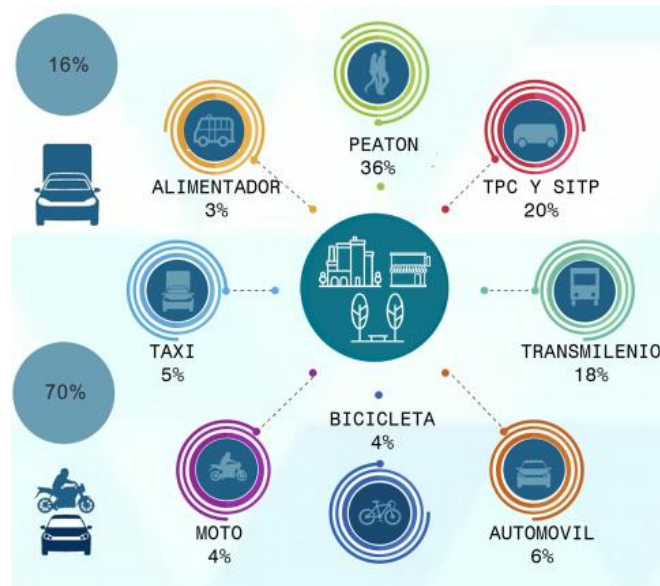 16%
PEATON
36%
ALIMENTADOR
3%
TPC Y SITP
20%
TAXI
5%
TRANSMILENIO
18%
70%
BICICLETA
4%
MOTO
4%
AUTOMOVIL
6%